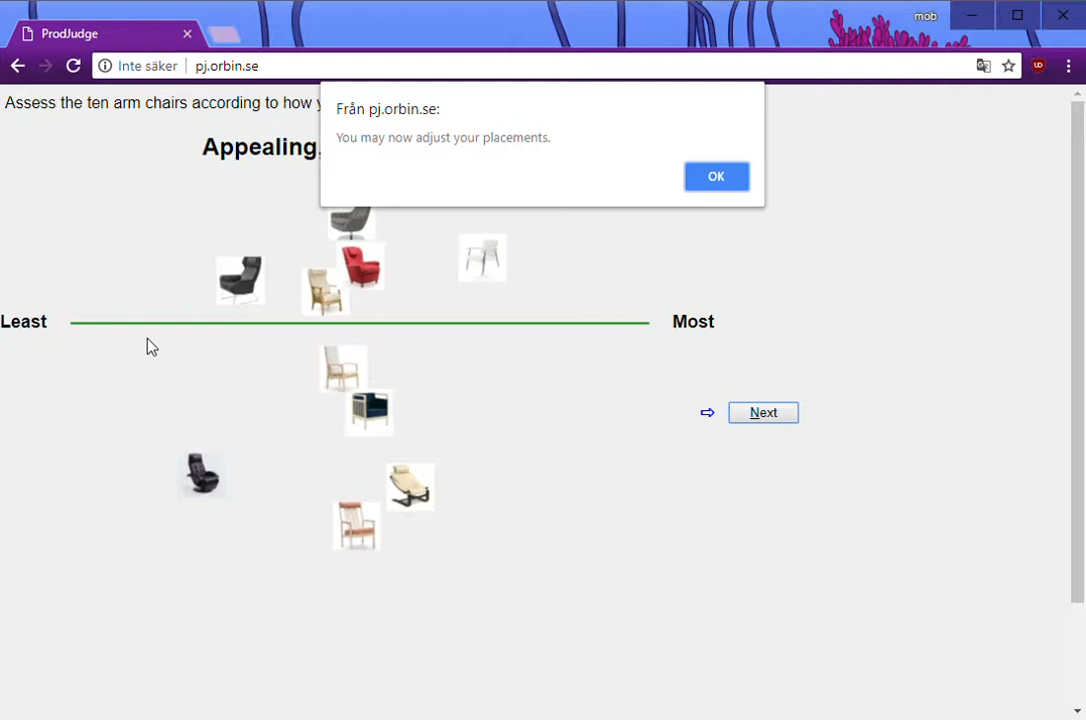 mob
ProdJudge
Inte säker pj.orbin.se
Från pj.orbin.se:
You may now adjust your placements.
OK
Assess the ten arm chairs according to how
Appealing,
Least
Most
Next